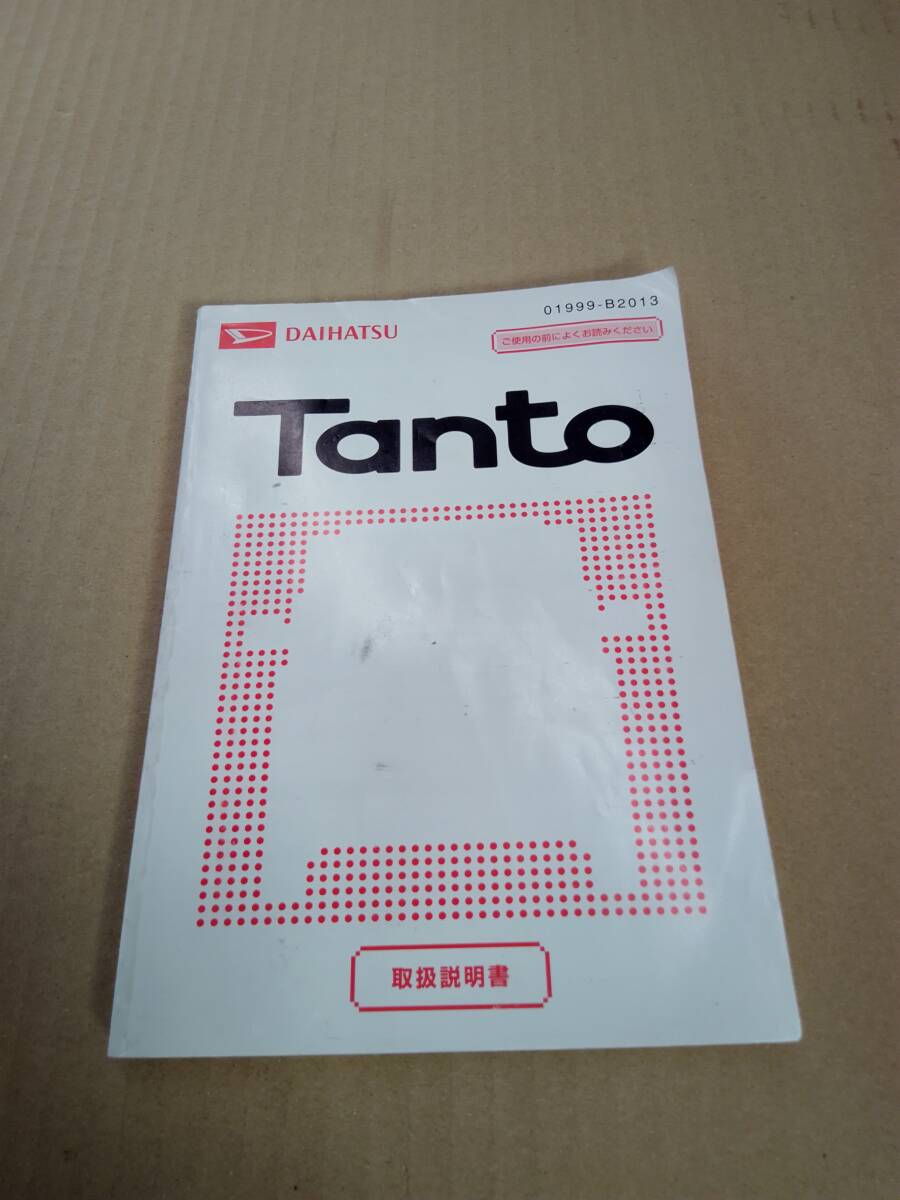 01999-B2013
DAIHATSU
ご使用の前によくお読みください
Tanto
取扱説明書